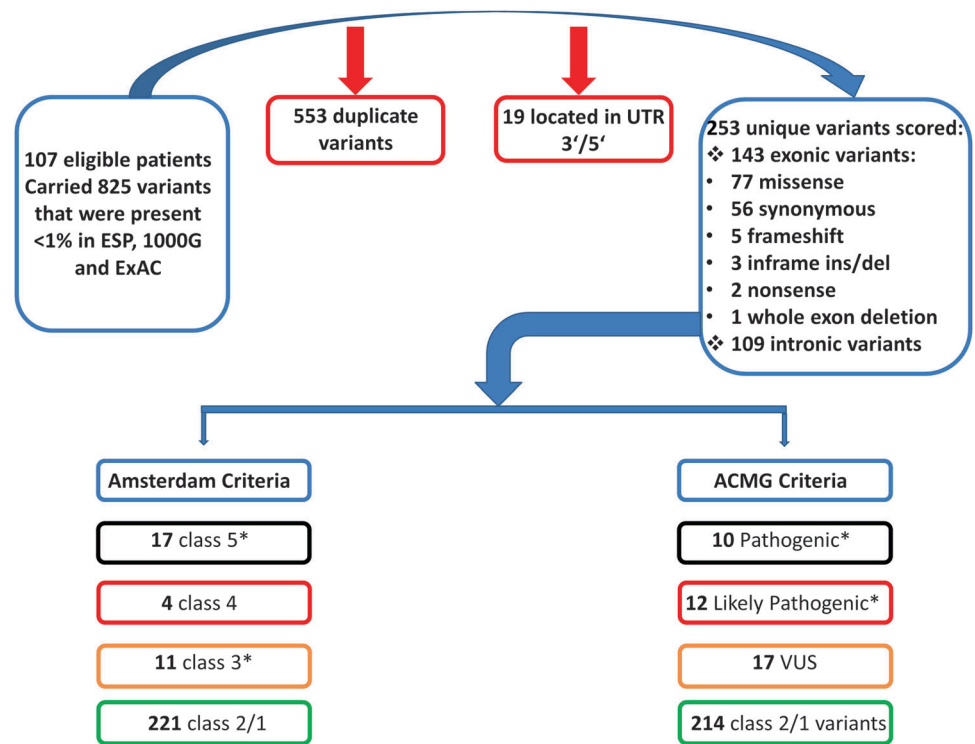 107 eligible patients
Carried 825 variants
that were present
<1% in ESP, 1000G
and ExAC
553 duplicate
variants
19 located in UTR
3‘/5‘
253 unique variants scored:
❖ 143 exonic variants:
• 77 missense
• 56 synonymous
• 5 frameshift
• 3 inframe ins/del
• 2 nonsense
• 1 whole exon deletion
❖ 109 intronic variants
Amsterdam Criteria
17 class 5*
4 class 4
11 class 3*
221 class 2/1
ACMG Criteria
10 Pathogenic*
12 Likely Pathogenic*
17 VUS
214 class 2/1 variants